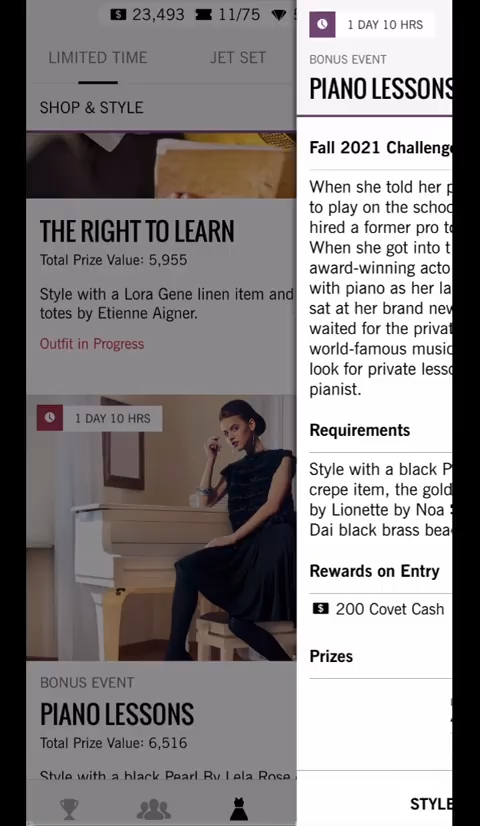 23,493 11/75
LIMITED TIME JET SET
SHOP & STYLE
THE RIGHT TO LEARN
Total Prize Value: 5,955
Style with a Lora Gene linen item and
totes by Etienne Aigner.
Outfit in Progress
1 DAY 10 HRS
BONUS EVENT
PIANO LESSONS
Total Prize Value: 6,516
Style with a black Pearl By Lela Rose
1 DAY 10 HRS
BONUS EVENT
PIANO LESSONS
Fall 2021 Challenge
When she told her p
to play on the schoo
hired a former pro to
When she got into t
award-winning acto
with piano as her la
sat at her brand new
waited for the privat
world-famous music
look for private lesso
pianist.
Requirements
Style with a black P
crepe item, the gold
by Lionette by Noa
Dai black brass bea
Rewards on Entry
200 Covet Cash
Prizes
STYLE